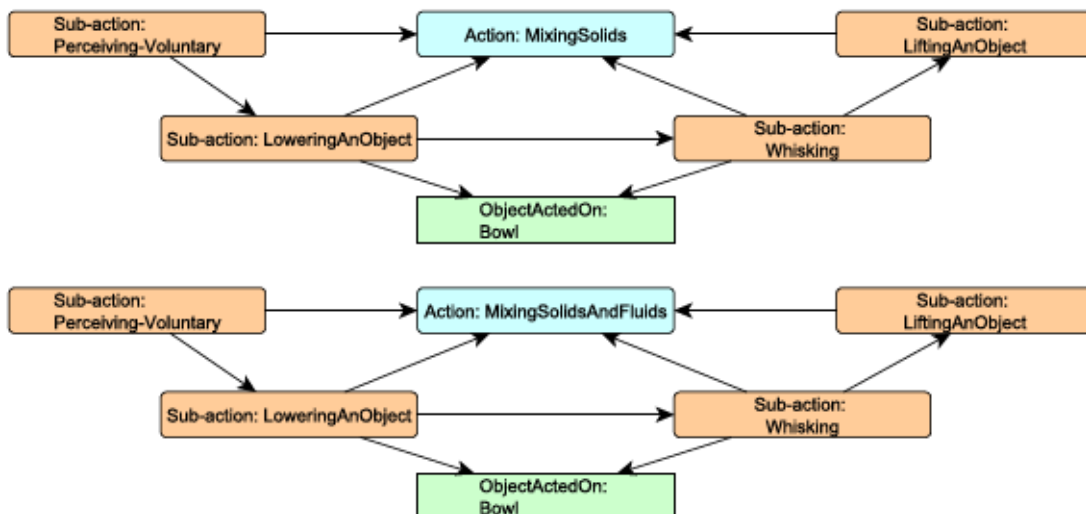 Sub-action:
Perceiving-Voluntary
Action: MixingSolids
Sub-action:
LiftingAnObject
Sub-action: LoweringAnObject
Sub-action:
Whisking
ObjectActedOn:
Bowl
Sub-action:
Perceiving-Voluntary
Action: MixingSolidsAndFluids
Sub-action:
LiftingAnObject
Sub-action: LoweringAnObject
Sub-action:
Whisking
ObjectActedOn:
Bowl